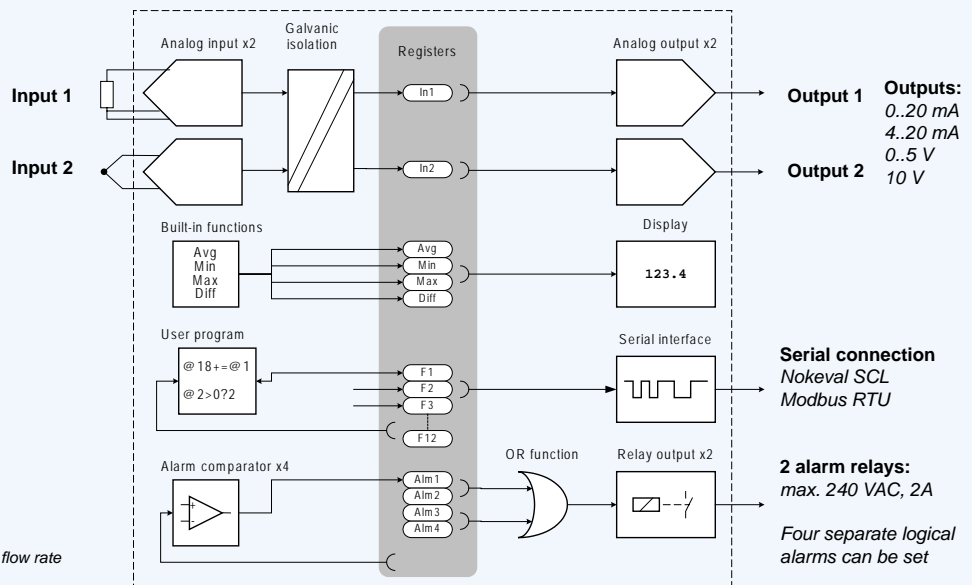 Analog input x2
Galvanic
isolation
Registers
Analog output x2
Input 1
In1
Output 1
Outputs:
0..20 mA
4..20 mA
0..5 V
10 V
Input 2
In2
Output 2
Built-in functions
Avg
Min
Max
Diff
Avg
Min
Max
Diff
Display
123.4
User program
@18+=@1
@2>0?2
F1
F2
F3
F12
Serial interface
Serial connection
Nokeval SCL
Modbus RTU
Alarm comparator x4
+
-
Alm1
Alm2
Alm3
Alm4
OR function
Relay output x2
2 alarm relays:
max. 240 VAC, 2A
Four separate logical
alarms can be set
flow rate